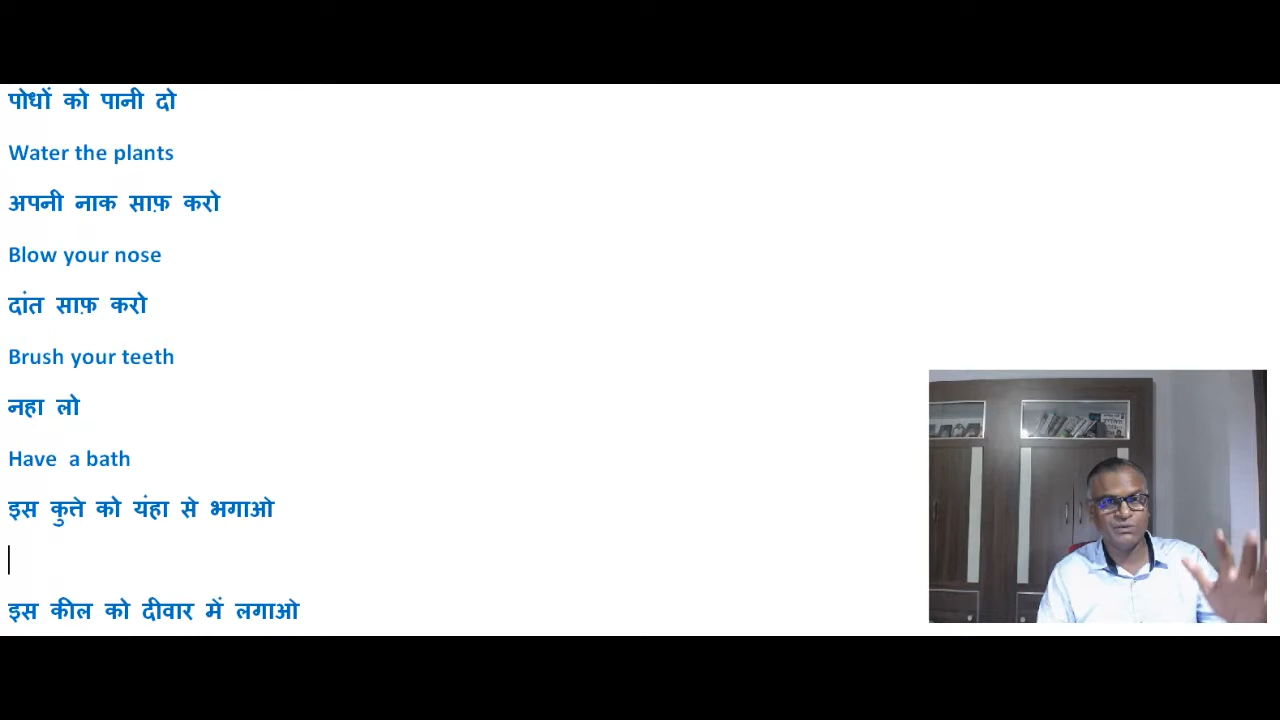 पोधों को पानी दो
Water the plants
अपनी नाक साफ़ करो
Blow your nose
दांत साफ़ करो
Brush your teeth
नहा लो
Have a bath
इस कुत्ते को यंहा से भगाओ
इस कील को दीवार में लगाओ